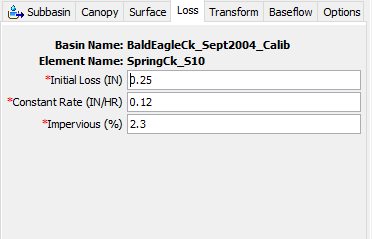 Subbasin Canopy Surface Loss Transform Baseflow Options
Basin Name: BaldEagleCk_Sept2004_Calib
Element Name: SpringCk_S10
*Initial Loss (IN) 0.25
*Constant Rate (IN/HR) 0.12
*Impervious (%) 2.3